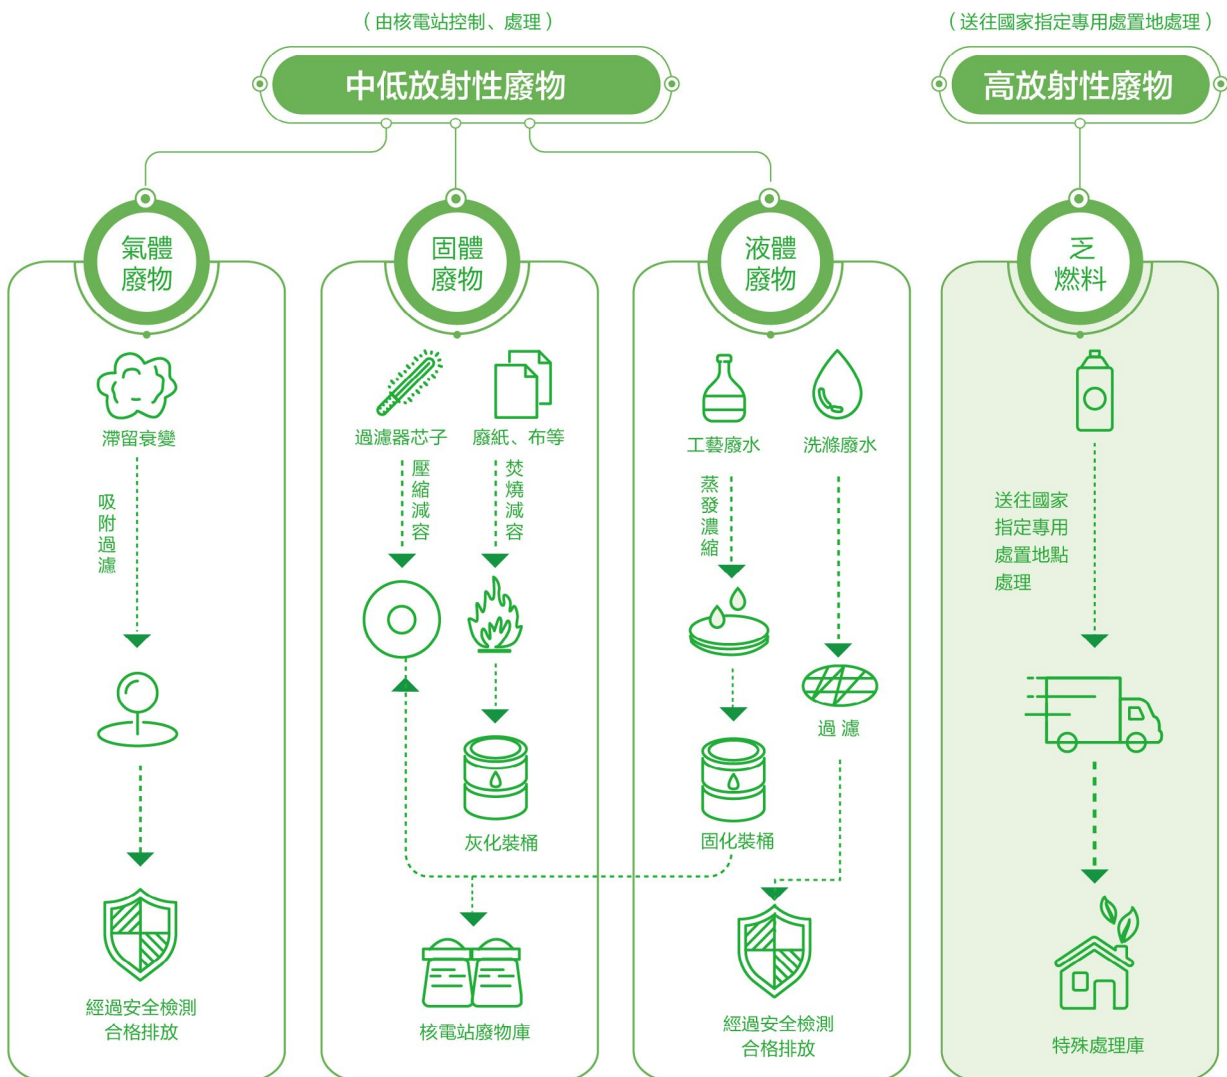 （由核電站控制、處理）
中低放射性廢物
（送往國家指定專用處置地處理）
高放射性廢物
氣體
廢物
滯留衰變
吸附過濾
經過安全檢測
合格排放
固體
廢物
過濾器芯子
廢紙、布等
壓縮減容
焚燒減容
灰化裝桶
核電站廢物庫
液體
廢物
工藝廢水
洗滌廢水
蒸發濃縮
過濾
固化裝桶
經過安全檢測
合格排放
乏
燃料
送往國家
指定專用
處置地點
處理
特殊處理庫